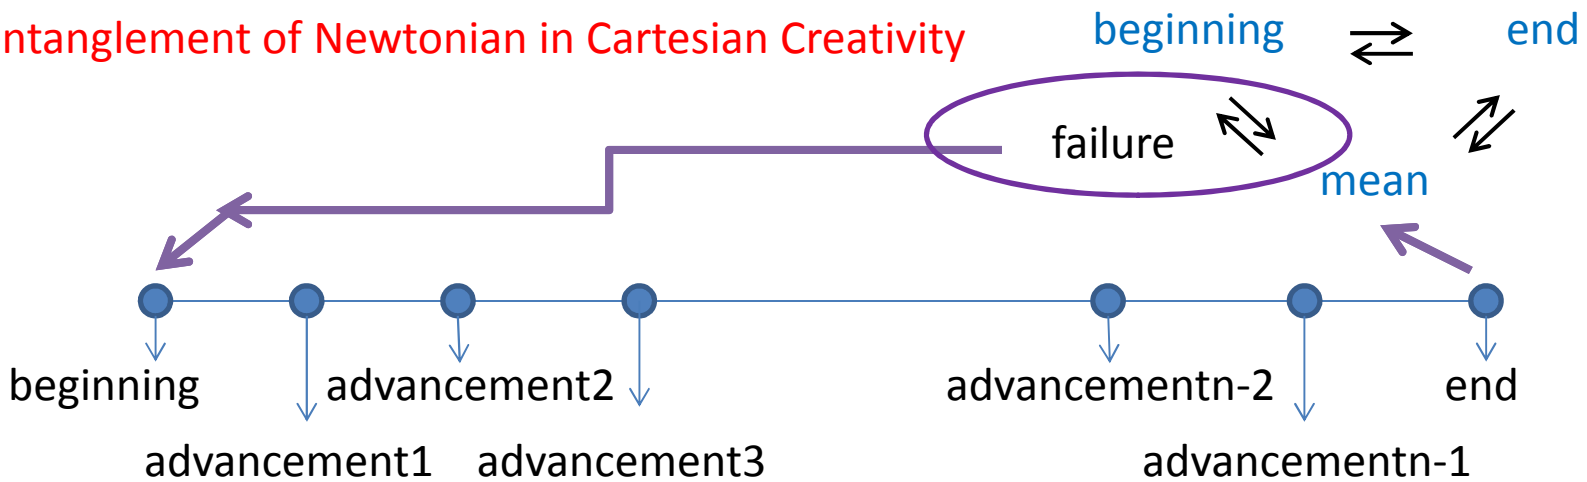 ntanglement of Newtonian in Cartesian Creativity
beginning end
failure
mean
beginning advancement2 advancementn-2 end
advancement1 advancement3 advancementn-1